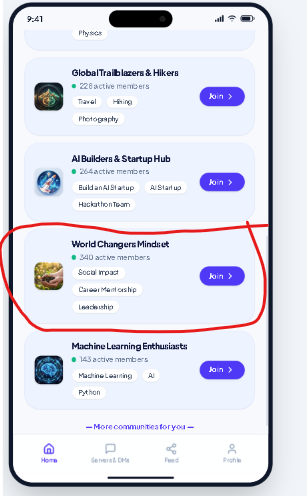 9:41
Physics
Global Trailblazers & Hikers
228 active members
Travel Hiking
Photography
Join >
AI Builders & Startup Hub
264 active members
Build an AI Startup AI Startup
Hackathon Team
Join >
World Changers Mindset
340 active members
Social Impact
Career Mentorship
Leadership
Join >
Machine Learning Enthusiasts
143 active members
Machine Learning AI
Python
Join >
— More communities for you —
Home Servers & DMs Feed Profile